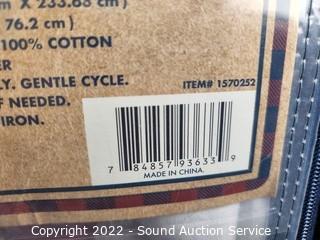 X 233.68 cm )
76.2 cm )
100% COTTON
ER
LY. GENTLE CYCLE.
F NEEDED.
IRON.
ITEM# 1570252
7 84857 93633 9
MADE IN CHINA.
Copyright 2022 - Sound Auction Service